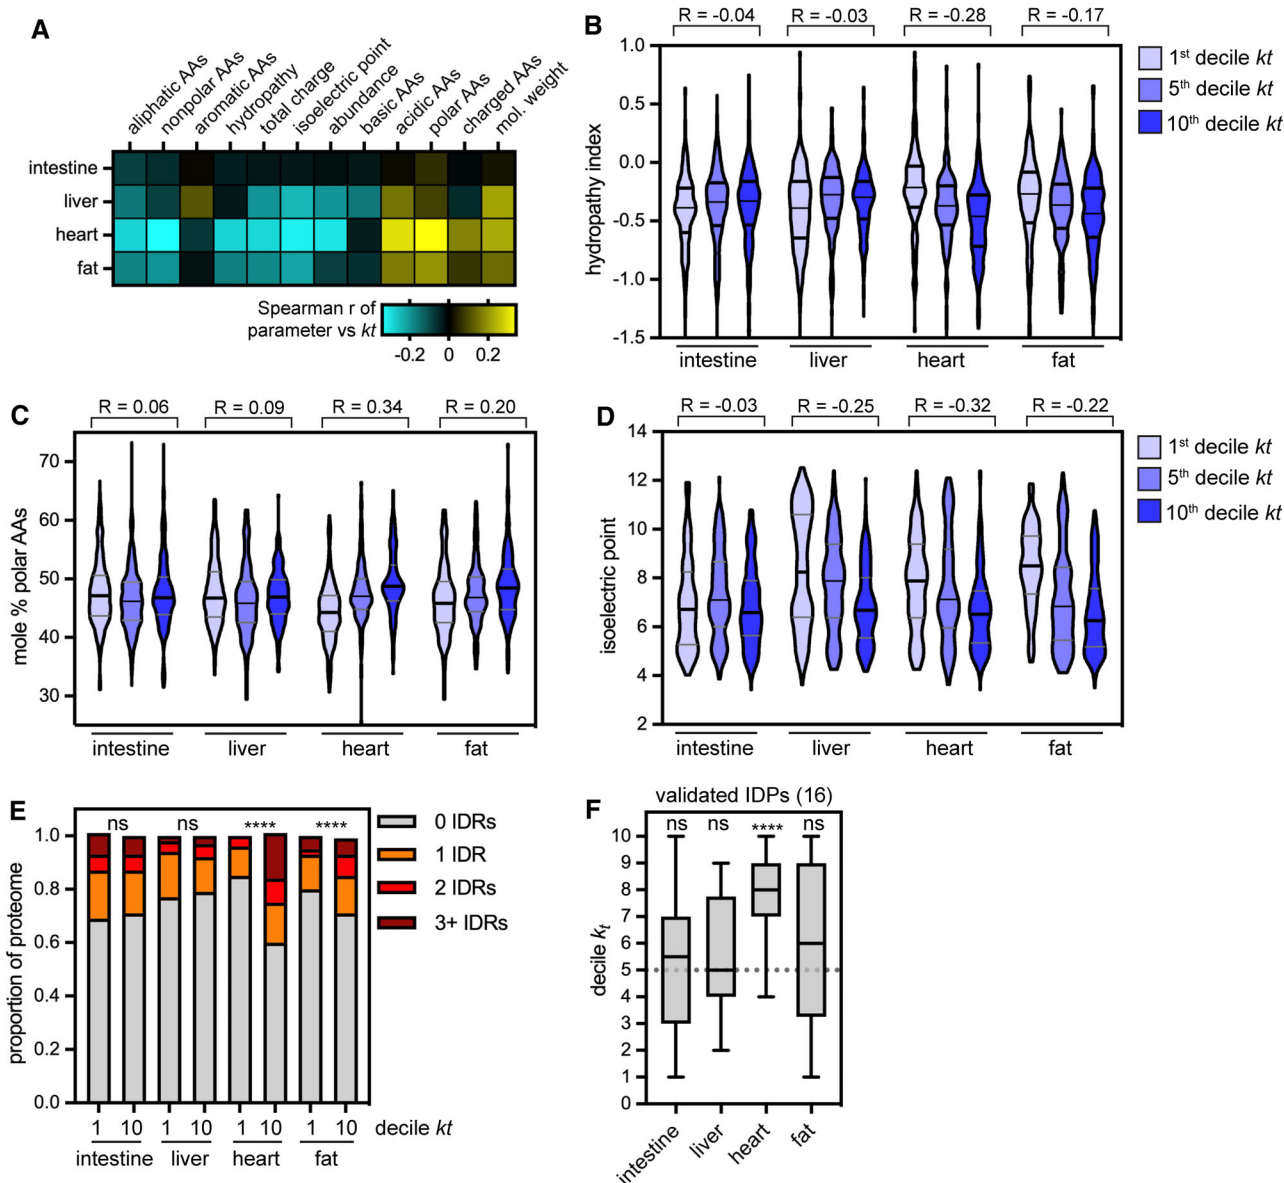 A
aliphatic AAs
nonpolar AAs
aromatic AAs
hydropathy
total charge
isoelectric point
abundance
basic AAs
acidic AAs
polar AAs
charged AAs
mol. weight
intestine
liver
heart
fat
Spearman r of
parameter vs kt
-0.2 0 0.2
B
R = -0.04 R = -0.03 R = -0.28 R = -0.17
hydropathy index
1.0
0.5
0.0
-0.5
-1.0
-1.5
intestine liver heart fat
1st decile kt
5th decile kt
10th decile kt
C
R = 0.06 R = 0.09 R = 0.34 R = 0.20
mole % polar AAs
70
60
50
40
30
intestine liver heart fat
D
R = -0.03 R = -0.25 R = -0.32 R = -0.22
isoelectric point
14
12
10
8
6
4
2
intestine liver heart fat
1st decile kt
5th decile kt
10th decile kt
E
proportion of proteome
1.0
0.8
0.6
0.4
0.2
0.0
ns ns **** ****
1 10 1 10 1 10 1 10 decile kt
intestine liver heart fat
0 IDRs
1 IDR
2 IDRs
3+ IDRs
F
validated IDPs (16)
ns ns **** ns
decile kt
10
9
8
7
6
5
4
3
2
1
0
intestine
liver
heart
fat